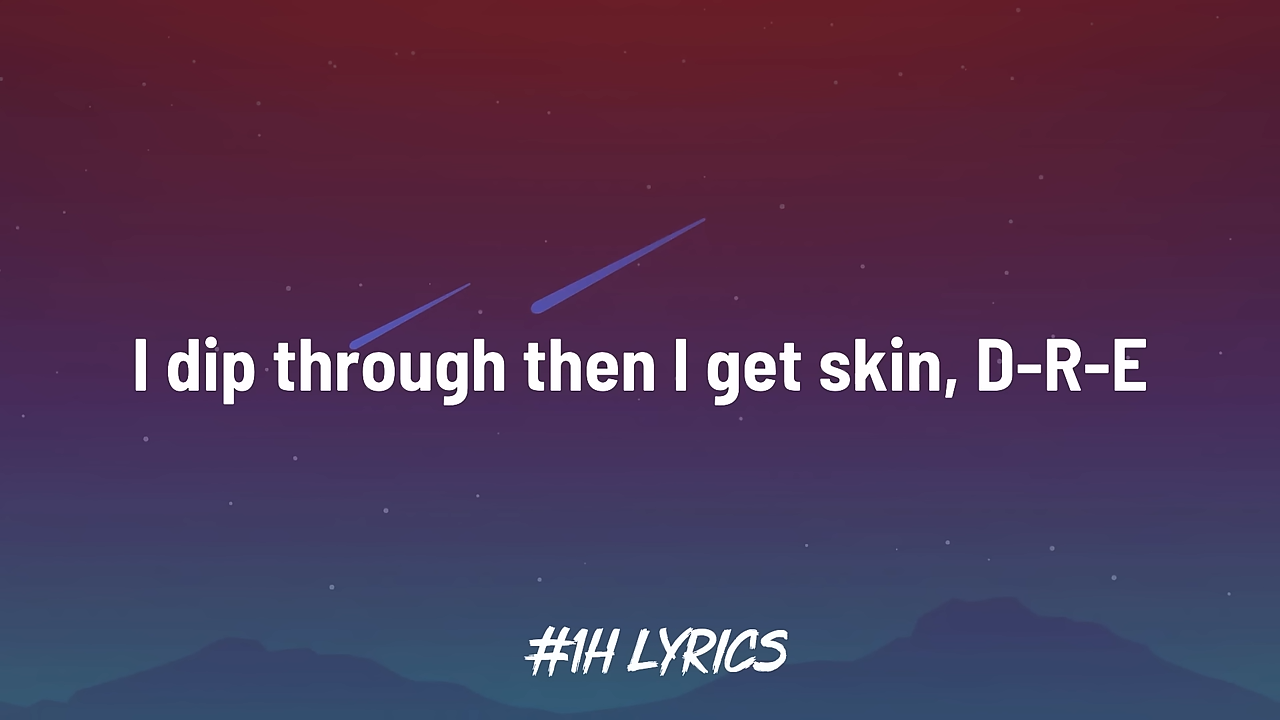 I dip through then I get skin, D-R-E
#1H LYRICS